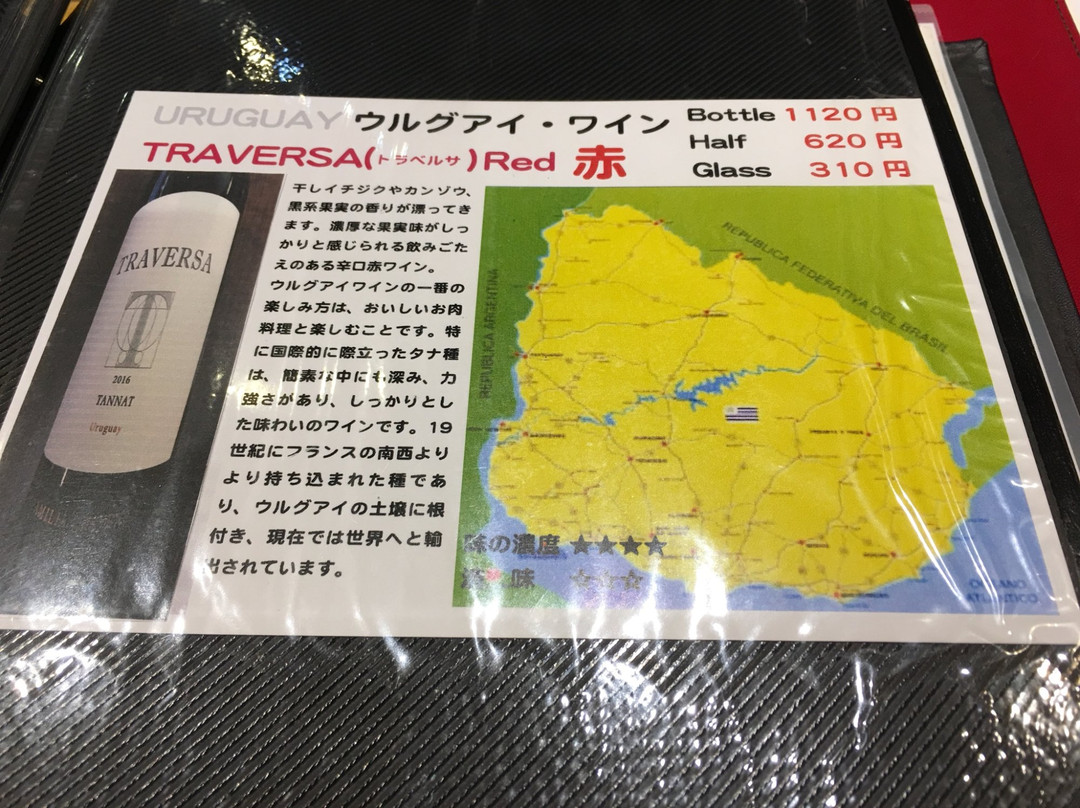 URUGUAY ウルグアイ・ワイン
TRAVERSA(トラベルサ)Red 赤
Bottle 1120 円
Half 620 円
Glass 310 円
TRAVERSA
2016
TANNAT
Uruguay
干しイチジクやカンゾウ、
黒系果実の香りが漂ってき
ます。濃厚な果実味がしっ
かりと感じられる飲みごた
えのある辛口赤ワイン。
ウルグアイワインの一番の
楽しみ方は、おいしいお肉
料理と楽しむことです。特
に国際的に際立ったタナ種
は、簡素な中にも深み、力
強さがあり、しっかりとし
た味わいのワインです。19
世紀にフランスの南西より
より持ち込まれた種であ
り、ウルグアイの土壌に根
付き、現在では世界へと輸
出されています。
REPUBLICA ARGENTINA
REPUBLICA FEDERATIVA DEL BRASIL
味の濃度 ★★★★
味 ☆☆☆
OCEANO
ATLANTICO